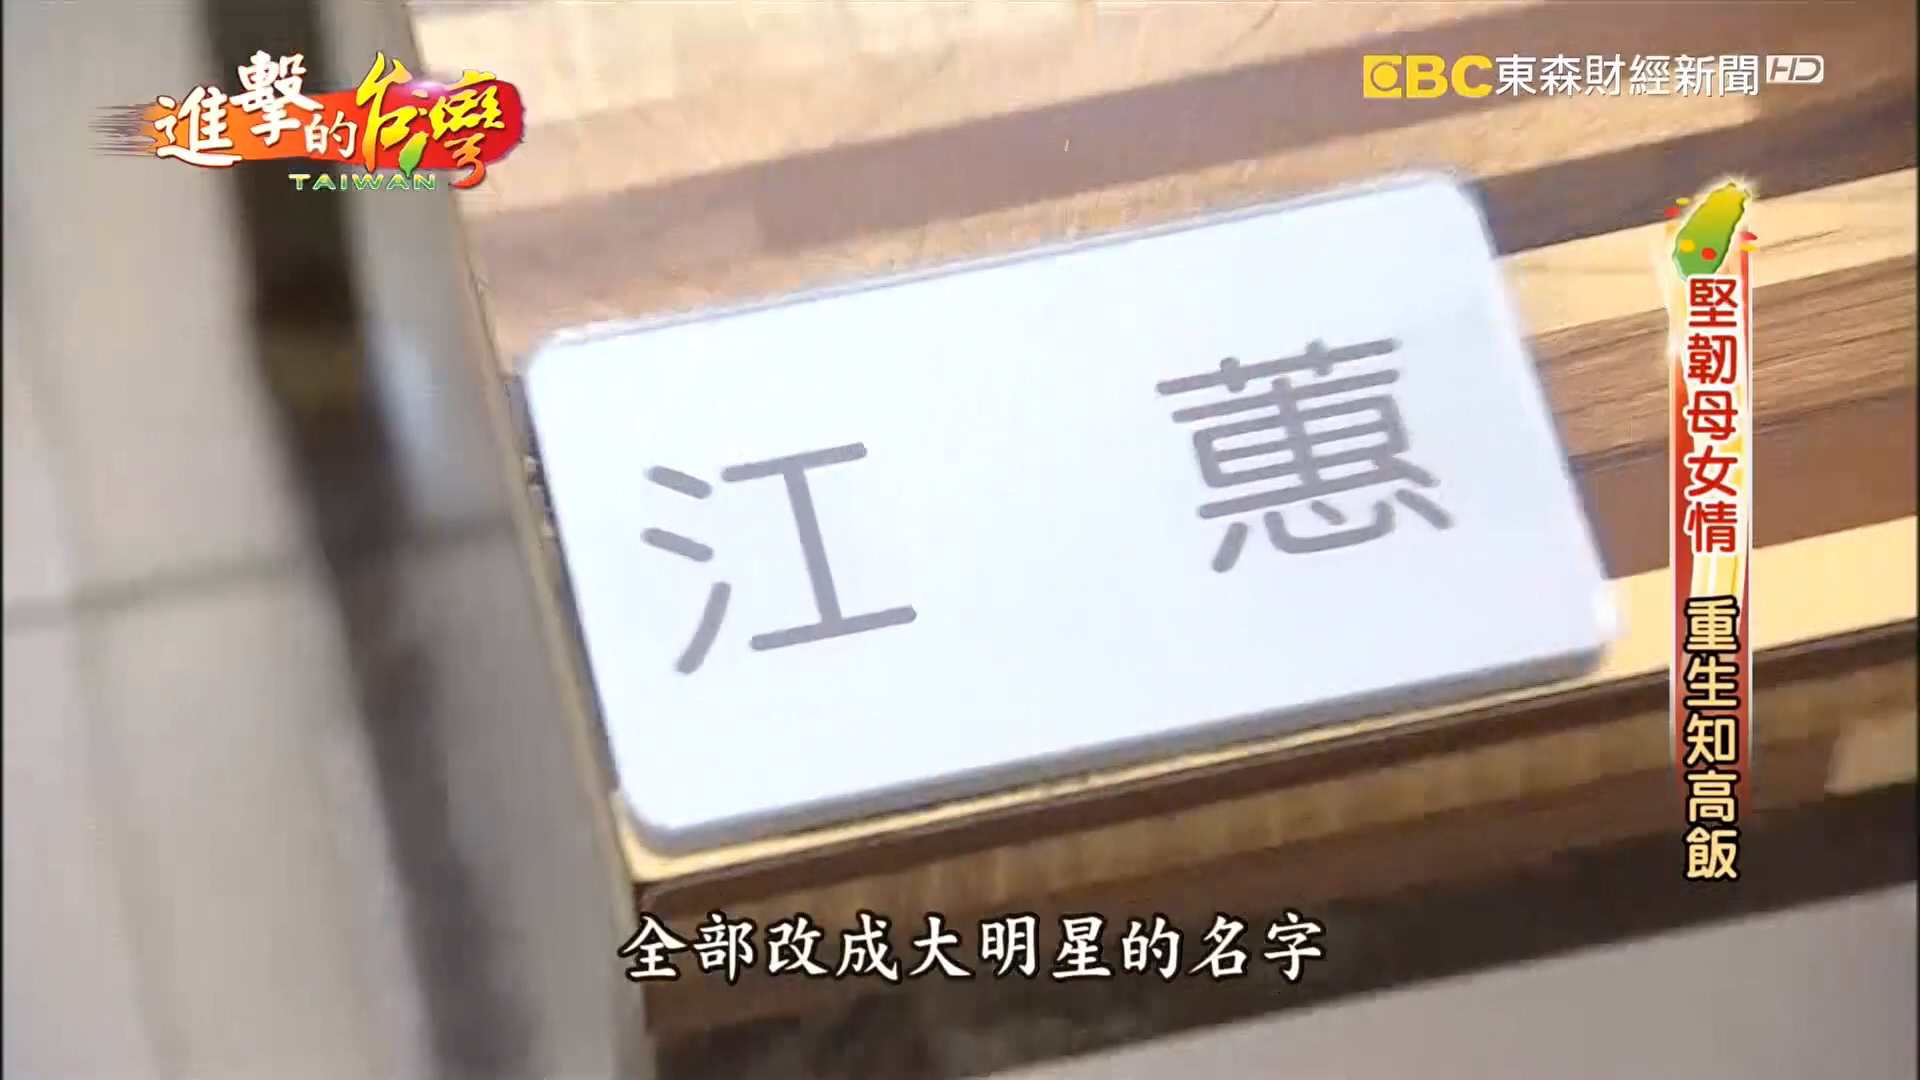 進擊的台灣
TAIWAN
EBC東森財經新聞HD
堅韌母女情 重生知高飯
江 蕙
全部改成大明星的名字